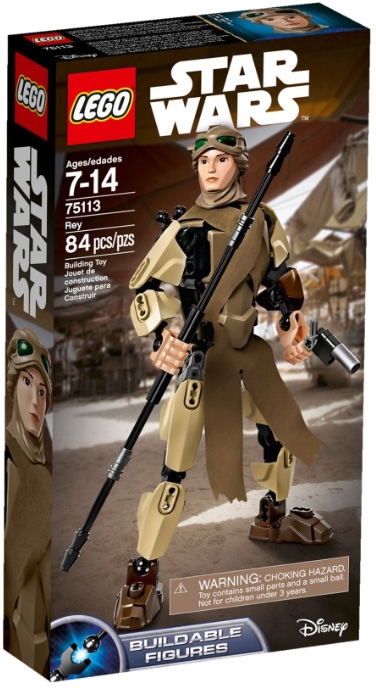 75113
LEGO
STAR
WARS
LEGO
STAR
WARS™
Ages/edades
7-14
75113
Rey
84 pcs/pzs
Building Toy
Jouet de
construction
Juguete para
Construir
WARNING: CHOKING HAZARD.
Toy contains small parts and a small ball.
Not for children under 3 years.
BUILDABLE
FIGURES
Disney